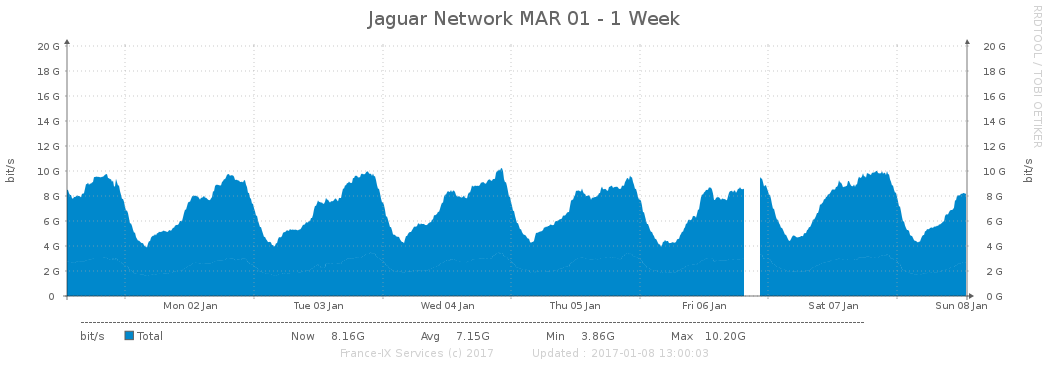 Jaguar Network MAR 01 - 1 Week
RRDTOOL / TOBI OETIKER
20 G 20 G
18 G 18 G
16 G 16 G
14 G 14 G
12 G 12 G
10 G 10 G
8 G 8 G
6 G 6 G
4 G 4 G
2 G 2 G
0 0 G
bit/s bit/s
Mon 02 Jan Tue 03 Jan Wed 04 Jan Thu 05 Jan Fri 06 Jan Sat 07 Jan Sun 08 Jan
bit/s Total Now 8.16G Avg 7.15G Min 3.86G Max 10.20G
France-IX Services (c) 2017 Updated : 2017-01-08 13:00:03